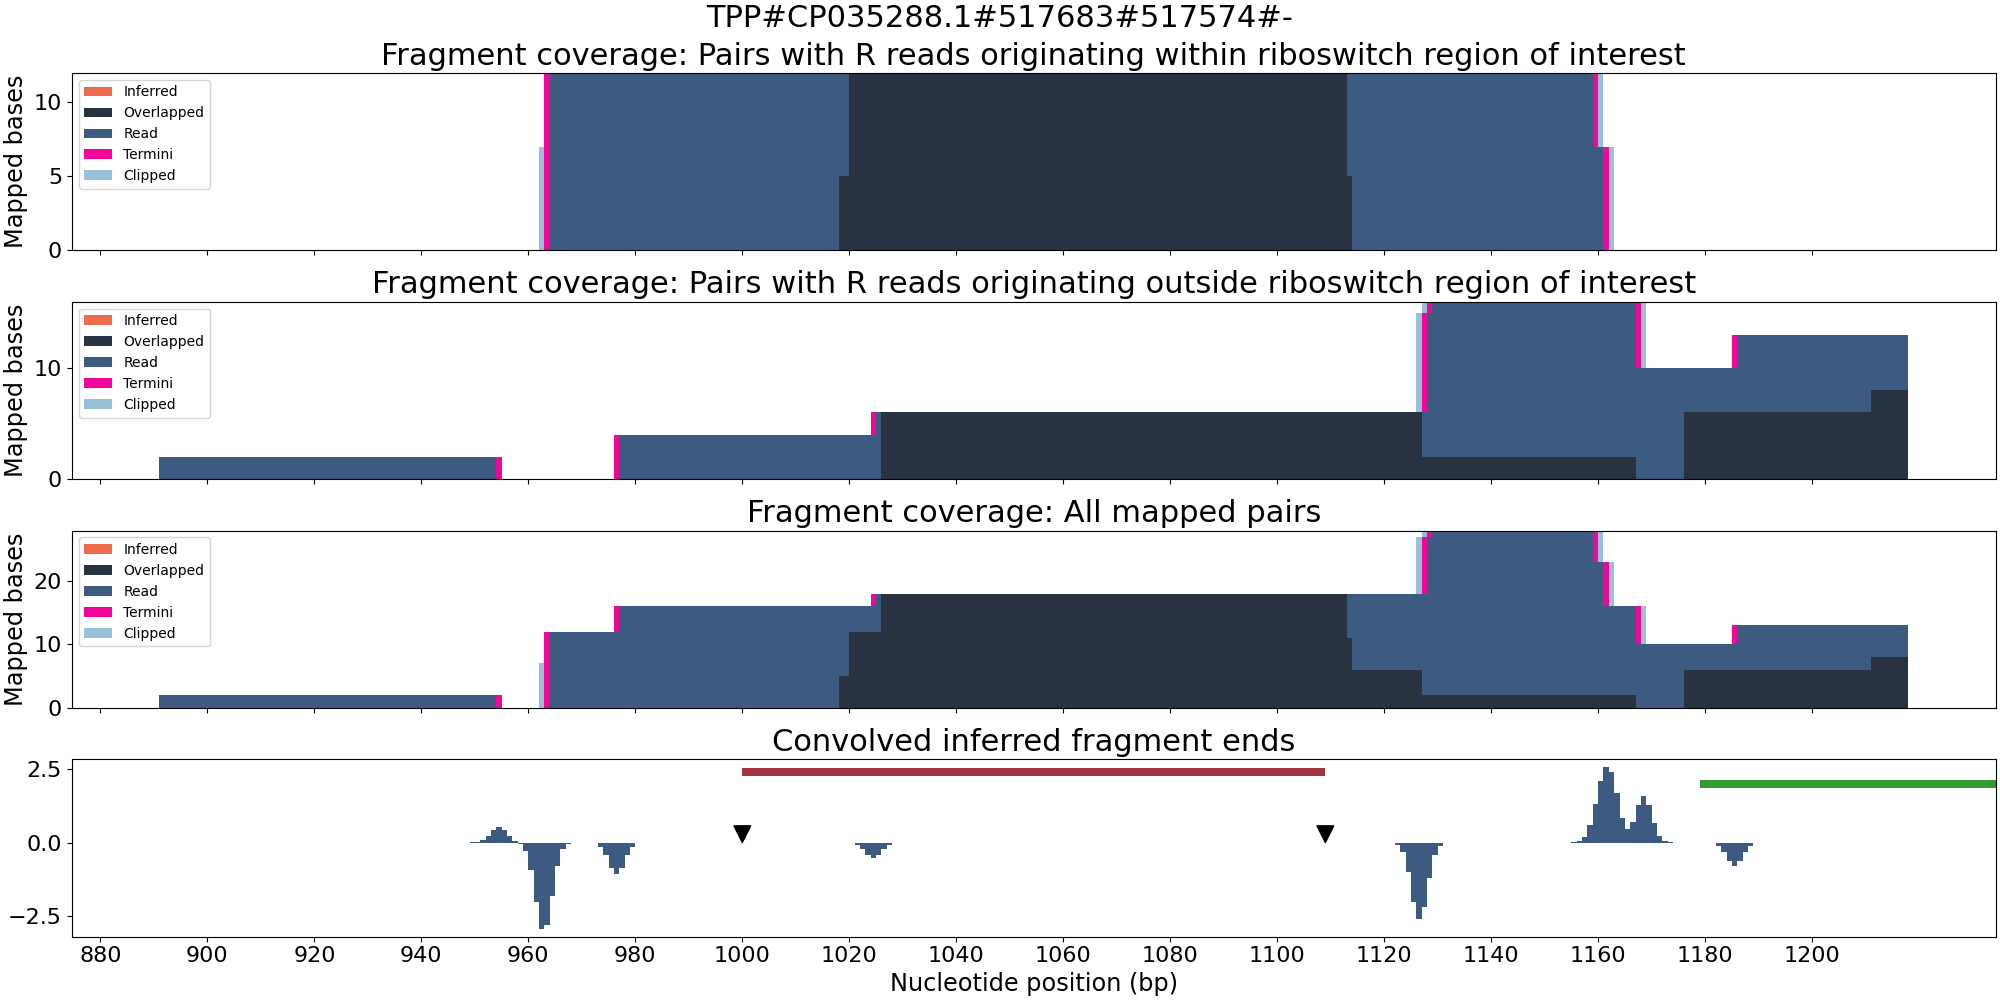 TPP#CP035288.1#517683#517574#-
Fragment coverage: Pairs with R reads originating within riboswitch region of interest
Mapped bases
10
5
0
Inferred
Overlapped
Read
Termini
Clipped
Fragment coverage: Pairs with R reads originating outside riboswitch region of interest
Mapped bases
10
0
Inferred
Overlapped
Read
Termini
Clipped
Fragment coverage: All mapped pairs
Mapped bases
20
10
0
Inferred
Overlapped
Read
Termini
Clipped
Convolved inferred fragment ends
2.5
0.0
−2.5
880 900 920 940 960 980 1000 1020 1040 1060 1080 1100 1120 1140 1160 1180 1200
Nucleotide position (bp)